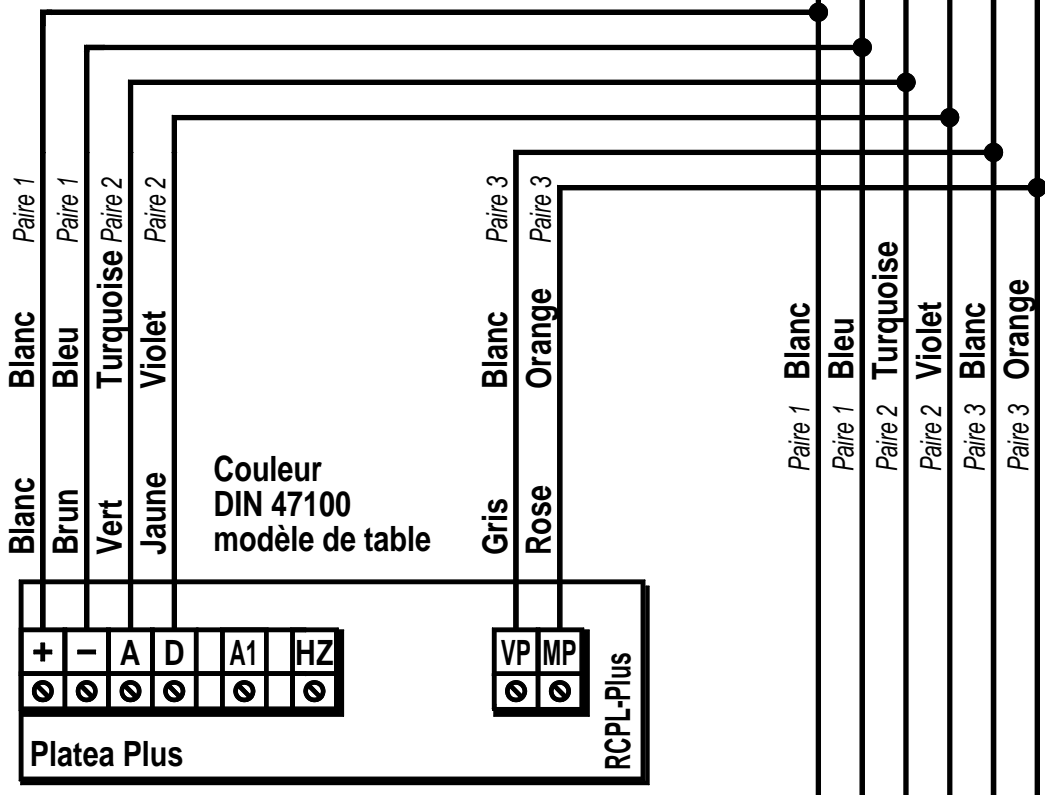 Paire 1
Paire 1
Paire 2
Paire 2
Paire 3
Paire 3
Blanc
Bleu
Turquoise
Violet
Blanc
Orange
Blanc
Bleu
Turquoise
Violet
Blanc
Orange
Paire 1
Paire 1
Paire 2
Paire 2
Paire 3
Paire 3
Blanc
Brun
Vert
Jaune
Couleur
DIN 47100
modèle de table
Gris
Rose
+ − A D A1 HZ
VP MP
RCPL-Plus
Platea Plus